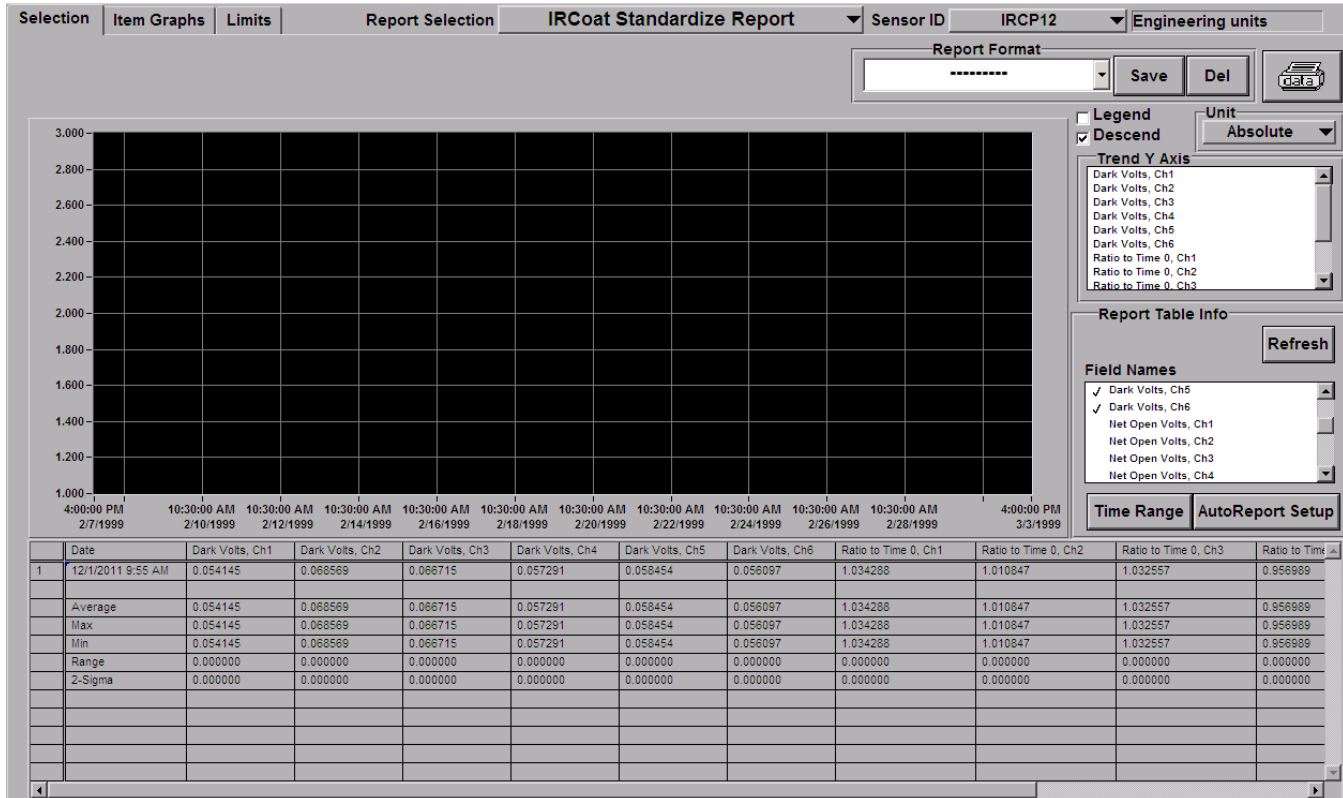 Selection Item Graphs Limits Report Selection IRCoat Standardize Report Sensor ID IRCP12 Engineering units
Report Format
--------- Save Del data
Legend
Descend
Unit
Absolute
Trend Y Axis
Dark Volts, Ch1
Dark Volts, Ch2
Dark Volts, Ch3
Dark Volts, Ch4
Dark Volts, Ch5
Dark Volts, Ch6
Ratio to Time 0, Ch1
Ratio to Time 0, Ch2
Ratio to Time 0, Ch3
Report Table Info
Refresh
Field Names
Dark Volts, Ch5
Dark Volts, Ch6
Net Open Volts, Ch1
Net Open Volts, Ch2
Net Open Volts, Ch3
Net Open Volts, Ch4
Time Range AutoReport Setup
3.000
2.800
2.600
2.400
2.200
2.000
1.800
1.600
1.400
1.200
1.000
4:00:00 PM 10:30:00 AM 10:30:00 AM 10:30:00 AM 10:30:00 AM 10:30:00 AM 10:30:00 AM 10:30:00 AM 10:30:00 AM 10:30:00 AM 10:30:00 AM 4:00:00 PM
2/7/1999 2/10/1999 2/12/1999 2/14/1999 2/16/1999 2/18/1999 2/20/1999 2/22/1999 2/24/1999 2/26/1999 2/28/1999 3/3/1999
Date Dark Volts, Ch1 Dark Volts, Ch2 Dark Volts, Ch3 Dark Volts, Ch4 Dark Volts, Ch5 Dark Volts, Ch6 Ratio to Time 0, Ch1 Ratio to Time 0, Ch2 Ratio to Time 0, Ch3 Ratio to Time
1 12/1/2011 9:55 AM 0.054145 0.068569 0.066715 0.057291 0.058454 0.056097 1.034288 1.010847 1.032557 0.956989
Average 0.054145 0.068569 0.066715 0.057291 0.058454 0.056097 1.034288 1.010847 1.032557 0.956989
Max 0.054145 0.068569 0.066715 0.057291 0.058454 0.056097 1.034288 1.010847 1.032557 0.956989
Min 0.054145 0.068569 0.066715 0.057291 0.058454 0.056097 1.034288 1.010847 1.032557 0.956989
Range 0.000000 0.000000 0.000000 0.000000 0.000000 0.000000 0.000000 0.000000 0.000000 0.000000
2-Sigma 0.000000 0.000000 0.000000 0.000000 0.000000 0.000000 0.000000 0.000000 0.000000 0.000000